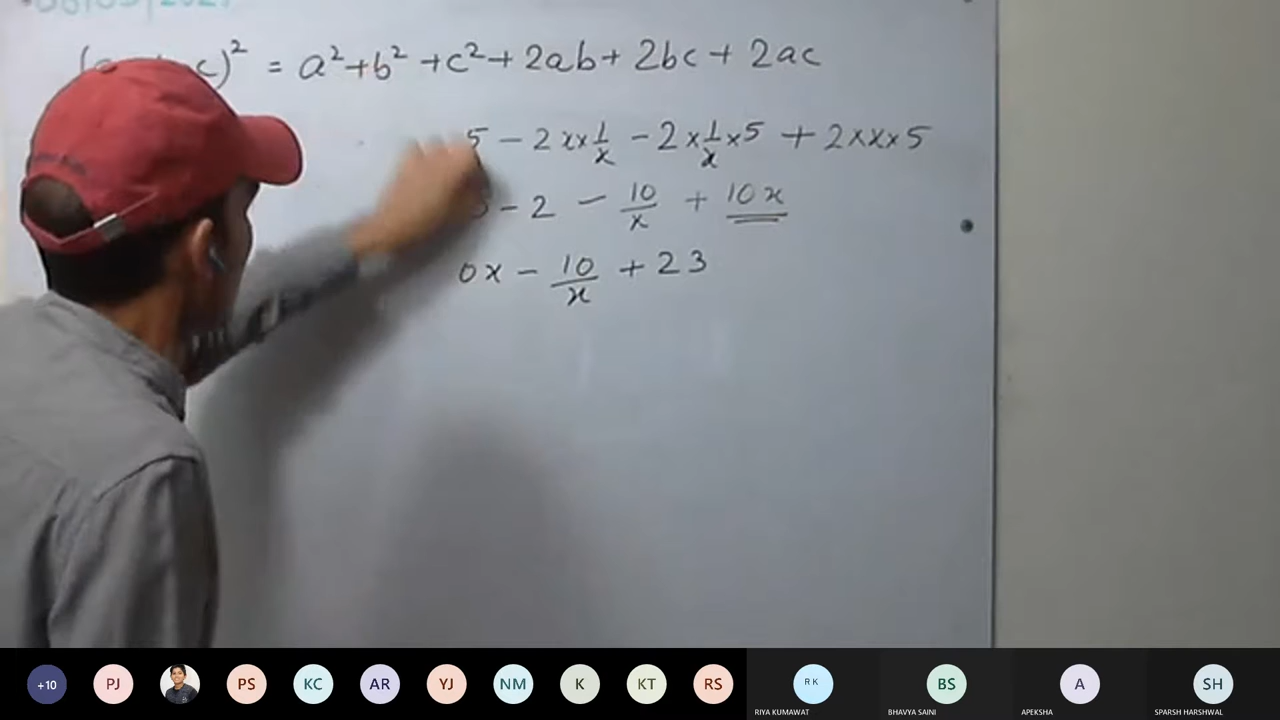 c)² = a²+b²+c²+2ab+2bc+2ac
5 - 2x×1/x - 2×1/x×5 + 2×x×5
- 2 - 10/x + 10x
0x - 10/x + 23
+10
PJ
PS
KC
AR
YJ
NM
K
KT
RS
RK
RIYA KUMAWAT
BS
BHAVYA SAINI
A
APEKSHA
SH
SPARSH HARSHWAL